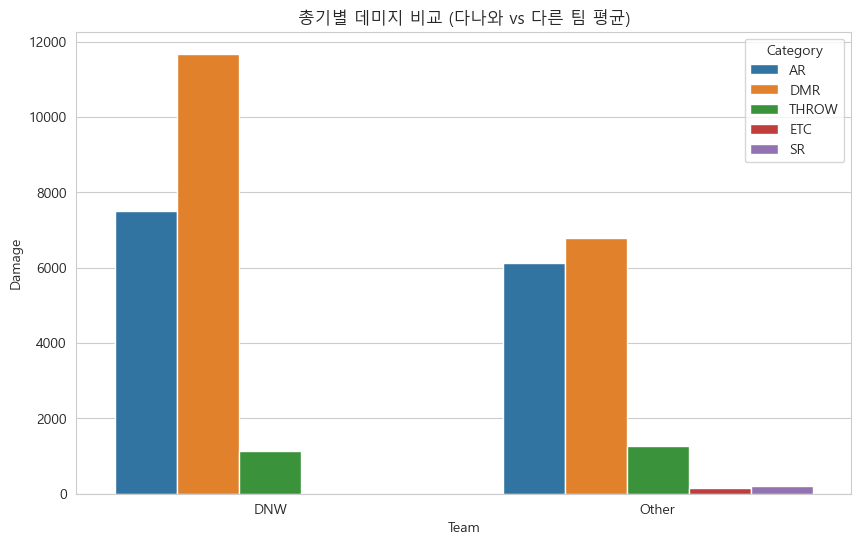 총기별 데미지 비교 (다나와 vs 다른 팀 평균)
12000
10000
8000
6000
4000
2000
0
Damage
Category
AR
DMR
THROW
ETC
SR
DNW
Other
Team